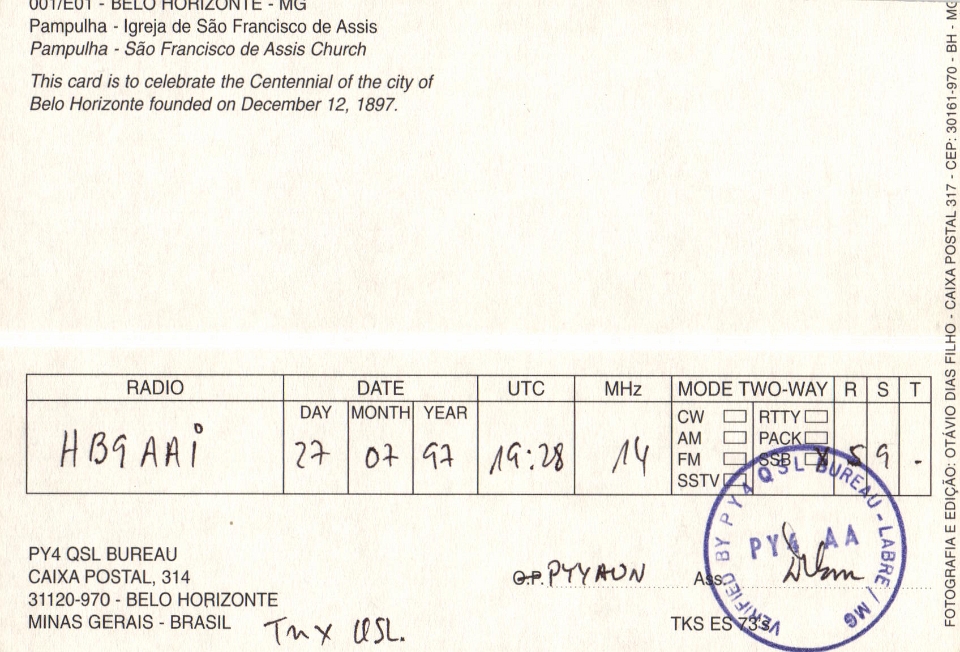 001/E01 - BELO HORIZONTE - MG
Pampulha - Igreja de São Francisco de Assis
Pampulha - São Francisco de Assis Church
This card is to celebrate the Centennial of the city of
Belo Horizonte founded on December 12, 1897.
RADIO DATE UTC MHz MODE TWO-WAY R S T
DAY MONTH YEAR
CW RTTY
AM PACK
FM SSB X
SSTV
HB9AAI 27 07 97 19:28 14 5 9 -
PY4 QSL BUREAU
CAIXA POSTAL, 314
31120-970 - BELO HORIZONTE
MINAS GERAIS - BRASIL
Tnx QSL.
OP. PY4AUN
Ass.
TKS ES 73's
VERIFIED BY PY4 QSL BUREAU - LABRE / MG
PY4 AA
FOTOGRAFIA E EDIÇÃO: OTÁVIO DIAS FILHO - CAIXA POSTAL 317 - CEP: 30161-970 - BH - MG